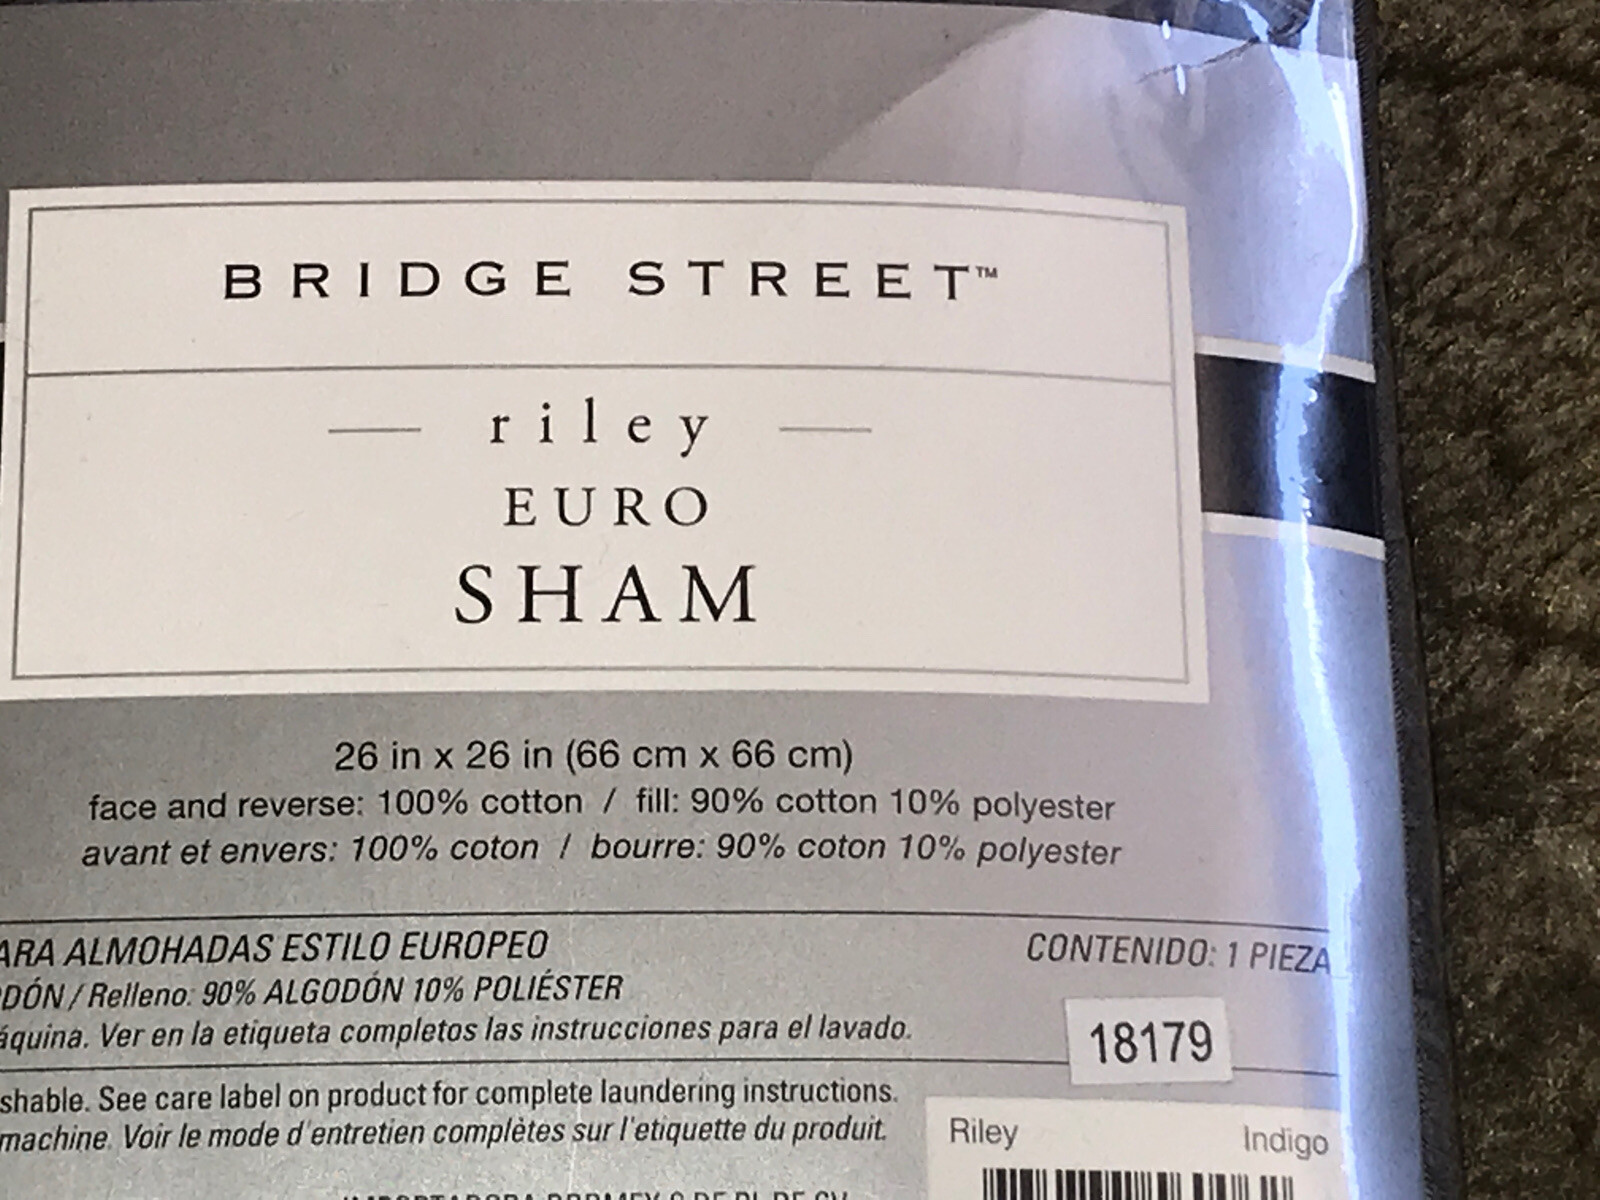 BRIDGE STREET™
riley
EURO
SHAM
26 in x 26 in (66 cm x 66 cm)
face and reverse: 100% cotton / fill: 90% cotton 10% polyester
avant et envers: 100% coton / bourre: 90% coton 10% polyester
ARA ALMOHADAS ESTILO EUROPEO
CONTENIDO: 1 PIEZA
DÓN / Relleno: 90% ALGODÓN 10% POLIÉSTER
áquina. Ver en la etiqueta completos las instrucciones para el lavado.
18179
shable. See care label on product for complete laundering instructions.
machine. Voir le mode d'entretien complètes sur l'etiquette du produit.
Riley Indigo